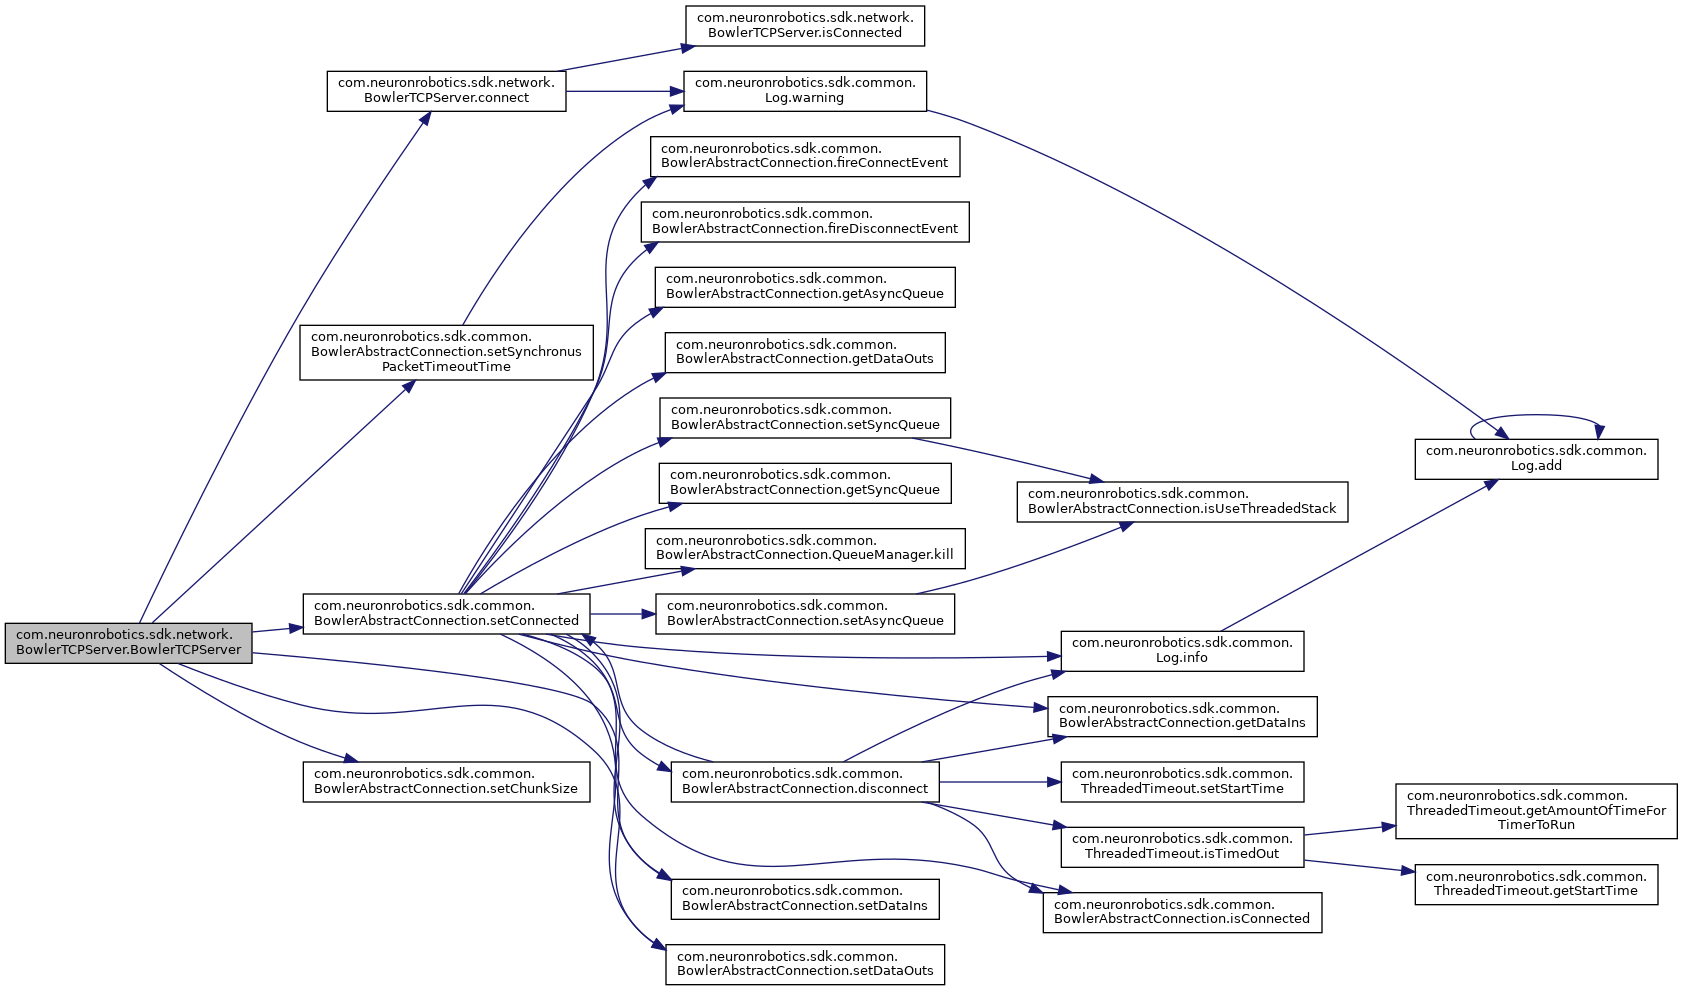 com.neuronrobotics.sdk.network.
BowlerTCPServer.isConnected
com.neuronrobotics.sdk.network.
BowlerTCPServer.connect
com.neuronrobotics.sdk.common.
Log.warning
com.neuronrobotics.sdk.common.
BowlerAbstractConnection.fireConnectEvent
com.neuronrobotics.sdk.common.
BowlerAbstractConnection.fireDisconnectEvent
com.neuronrobotics.sdk.common.
BowlerAbstractConnection.getAsyncQueue
com.neuronrobotics.sdk.common.
BowlerAbstractConnection.setSynchronus
PacketTimeoutTime
com.neuronrobotics.sdk.common.
BowlerAbstractConnection.getDataOuts
com.neuronrobotics.sdk.common.
BowlerAbstractConnection.setSyncQueue
com.neuronrobotics.sdk.common.
Log.add
com.neuronrobotics.sdk.common.
BowlerAbstractConnection.getSyncQueue
com.neuronrobotics.sdk.common.
BowlerAbstractConnection.isUseThreadedStack
com.neuronrobotics.sdk.common.
BowlerAbstractConnection.QueueManager.kill
com.neuronrobotics.sdk.common.
BowlerAbstractConnection.setConnected
com.neuronrobotics.sdk.common.
BowlerAbstractConnection.setAsyncQueue
com.neuronrobotics.sdk.network.
BowlerTCPServer.BowlerTCPServer
com.neuronrobotics.sdk.common.
Log.info
com.neuronrobotics.sdk.common.
BowlerAbstractConnection.getDataIns
com.neuronrobotics.sdk.common.
BowlerAbstractConnection.setChunkSize
com.neuronrobotics.sdk.common.
BowlerAbstractConnection.disconnect
com.neuronrobotics.sdk.common.
ThreadedTimeout.setStartTime
com.neuronrobotics.sdk.common.
ThreadedTimeout.getAmountOfTimeFor
TimerToRun
com.neuronrobotics.sdk.common.
ThreadedTimeout.isTimedOut
com.neuronrobotics.sdk.common.
ThreadedTimeout.getStartTime
com.neuronrobotics.sdk.common.
BowlerAbstractConnection.setDataIns
com.neuronrobotics.sdk.common.
BowlerAbstractConnection.isConnected
com.neuronrobotics.sdk.common.
BowlerAbstractConnection.setDataOuts